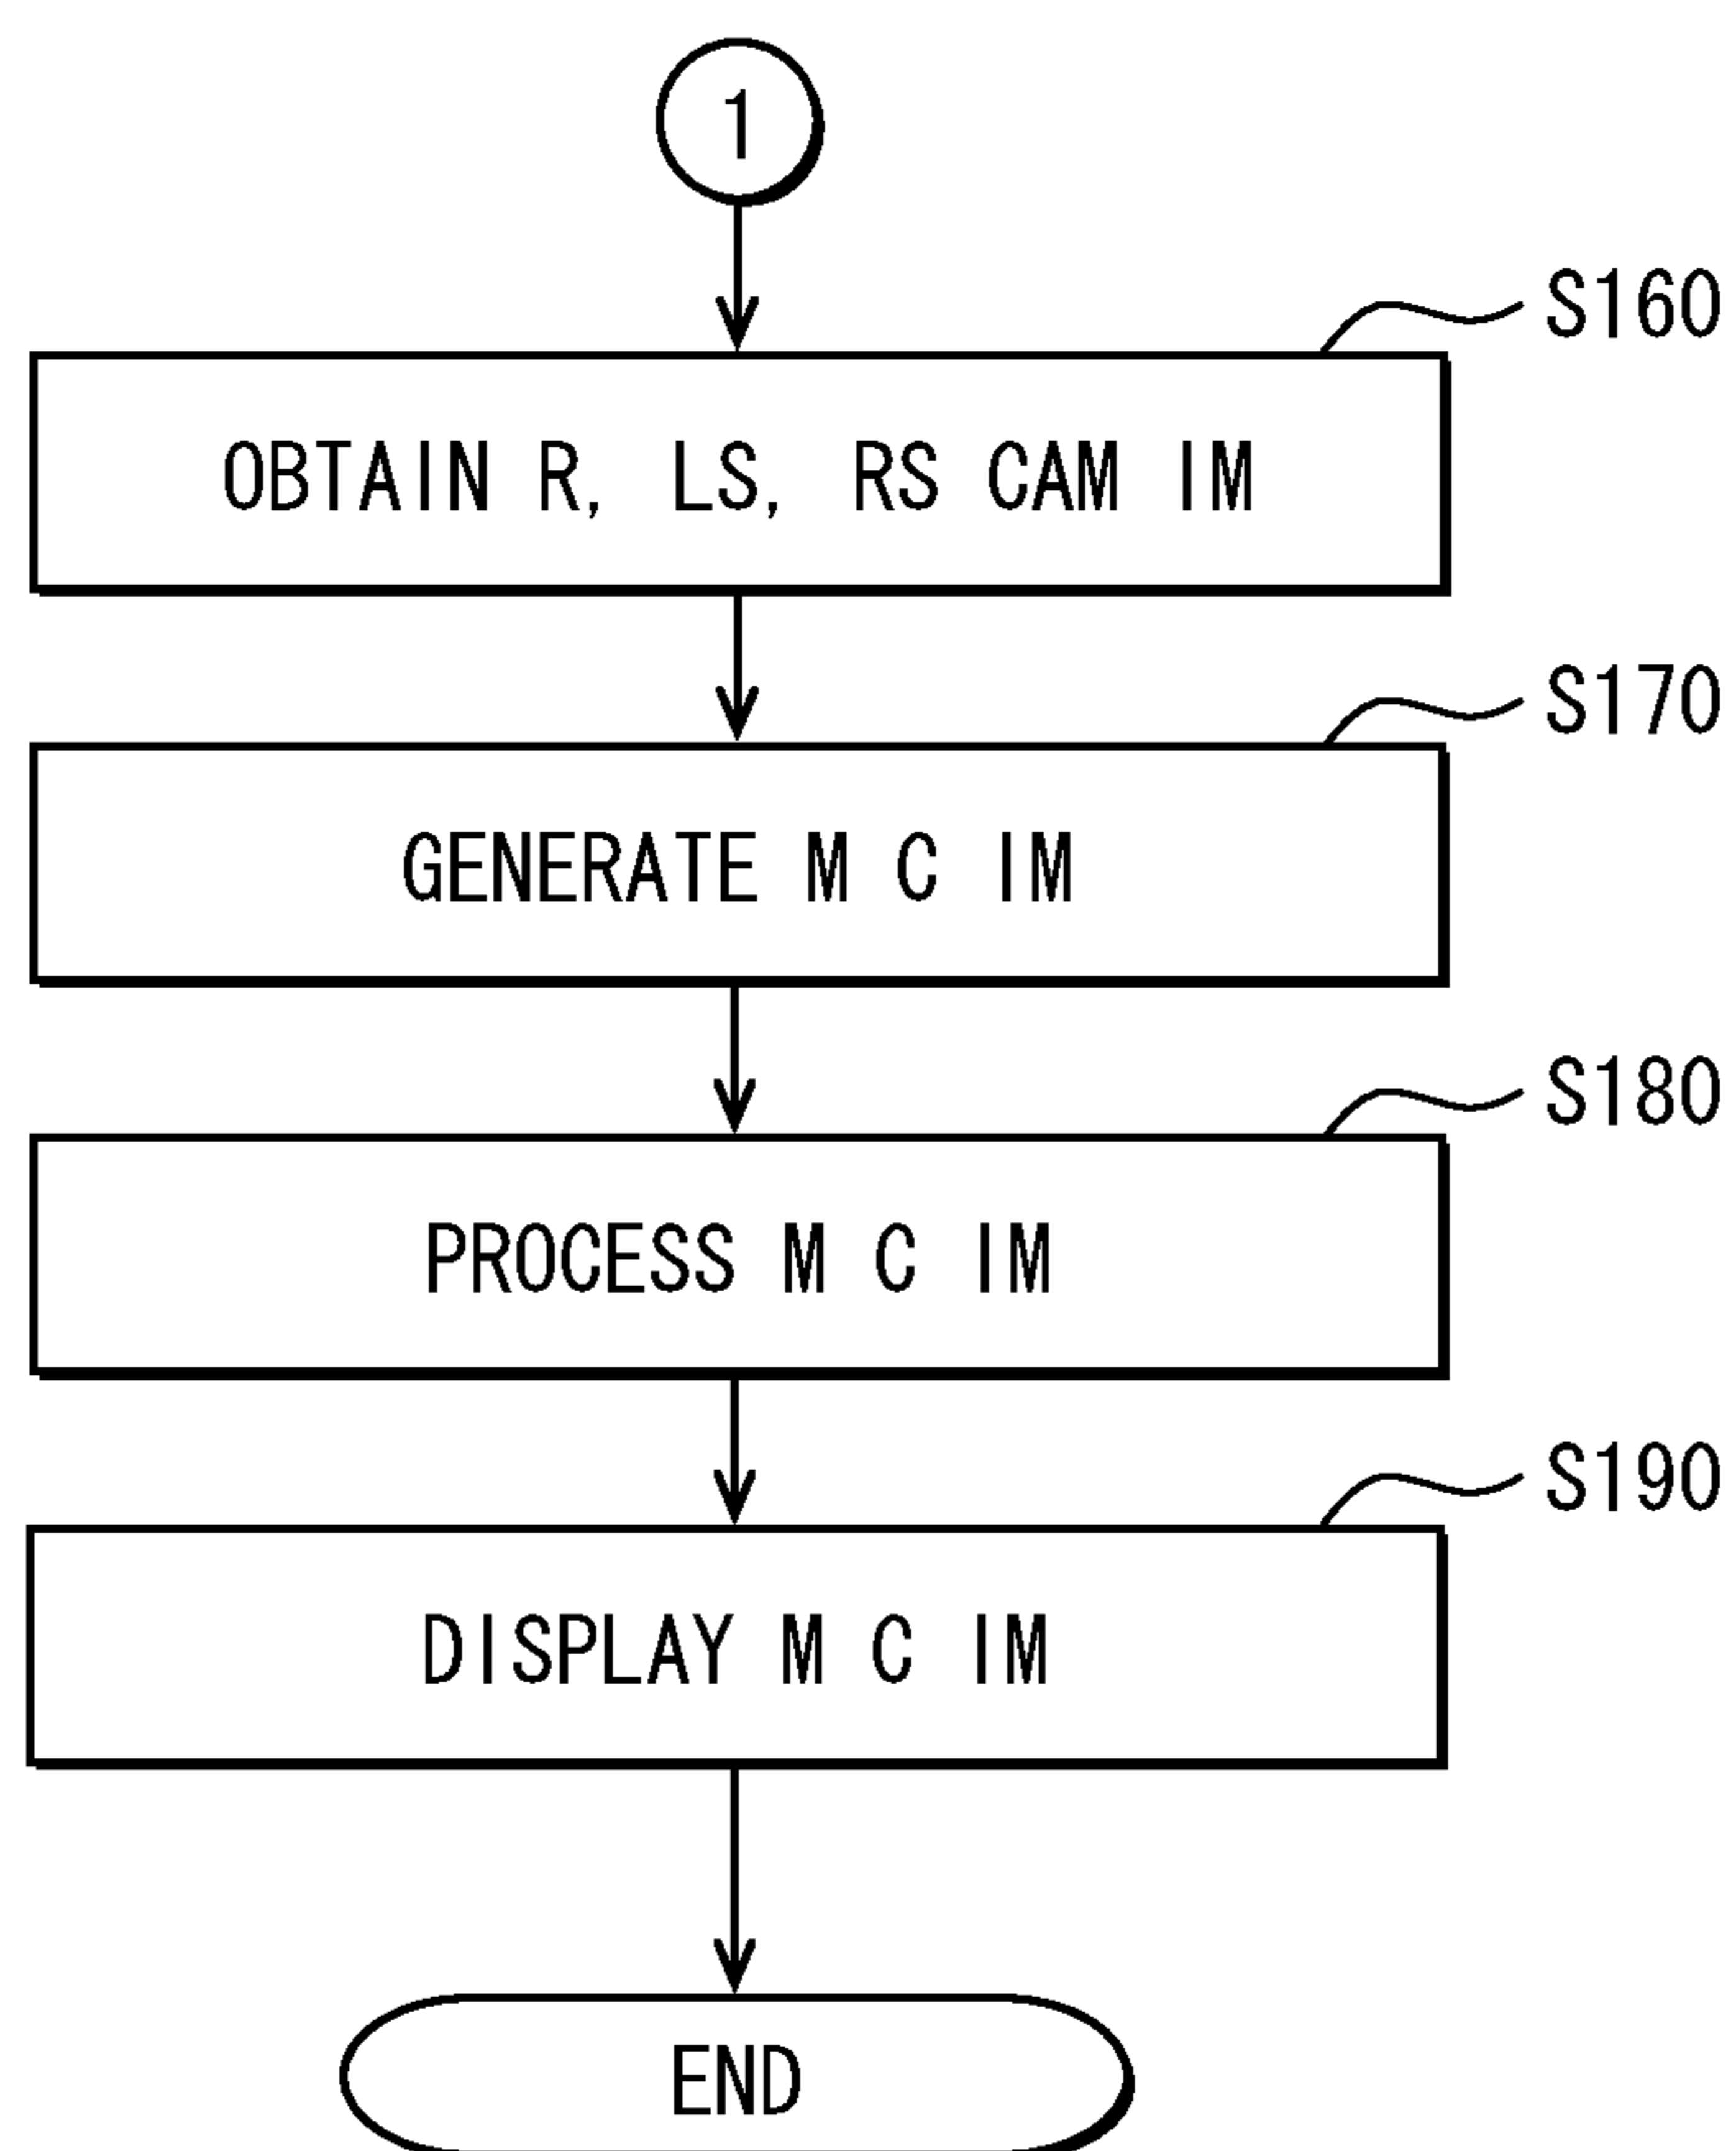 1
S160
OBTAIN R, LS, RS CAM IM
S170
GENERATE M C IM
S180
PROCESS M C IM
S190
DISPLAY M C IM
END